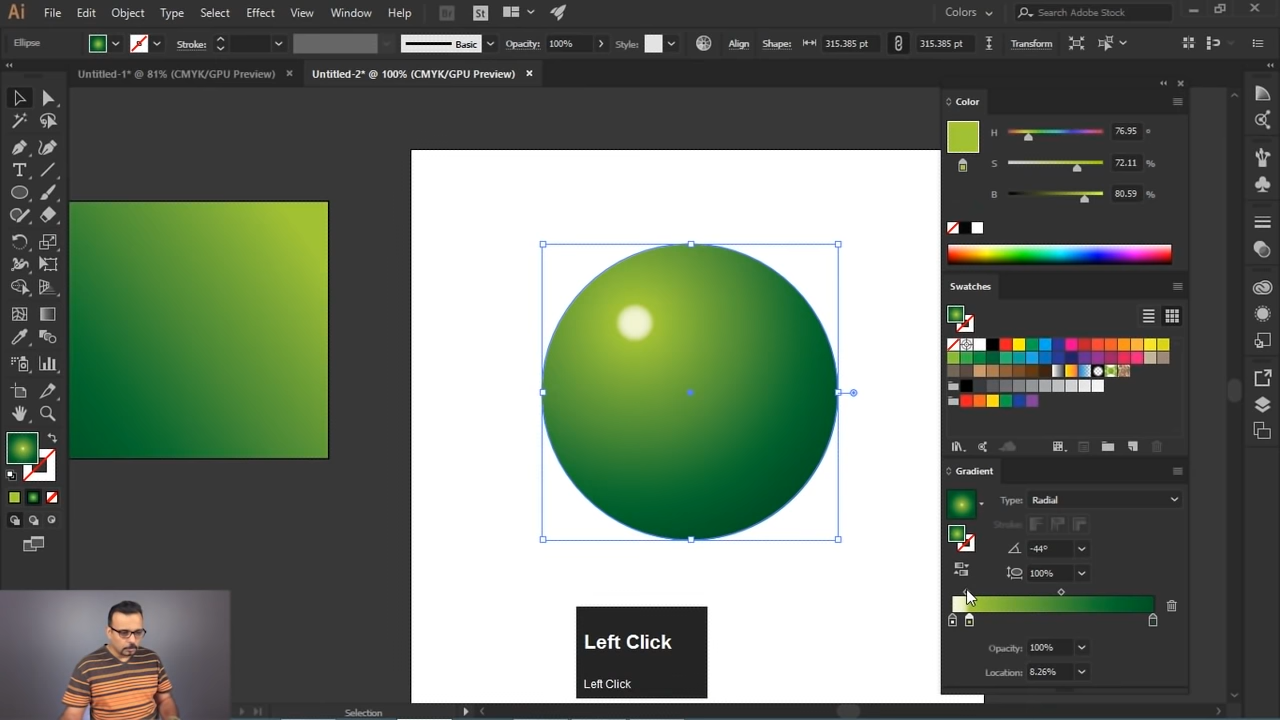 Ai File Edit Object Type Select Effect View Window Help Br St Colors Search Adobe Stock
Ellipse Stroke: Basic Opacity: 100% Style: Align Shape: 315.385 pt 315.385 pt Transform
Untitled-1* @ 81% (CMYK/GPU Preview) Untitled-2* @ 100% (CMYK/GPU Preview)
Color
H 76.95 °
S 72.11 %
B 80.59 %
Swatches
Gradient
Type: Radial
Stroke:
-44°
100%
Opacity: 100%
Location: 8.26%
Left Click
Left Click
Selection